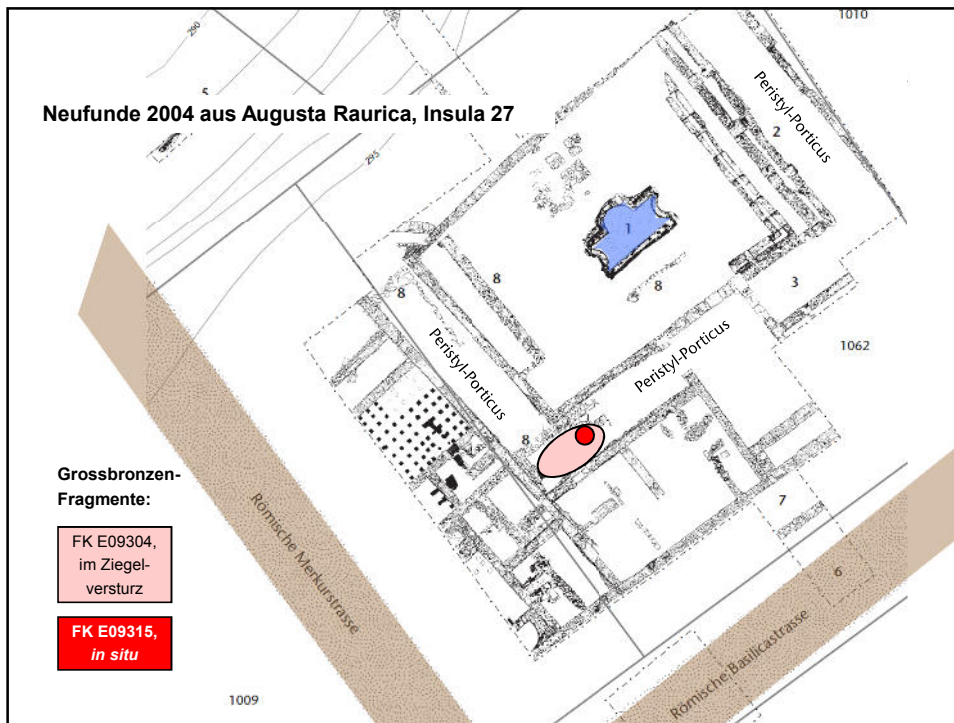 1010
290
5
Neufunde 2004 aus Augusta Raurica, Insula 27
Peristyl-Porticus
2
295
1
8
8
8
3
Peristyl-Porticus
Peristyl-Porticus
1062
8
Grossbronzen-
Fragmente:
FK E09304,
im Ziegel-
versturz
FK E09315,
in situ
Römische Merkurstrasse
7
6
Römische Basilicastrasse
1009